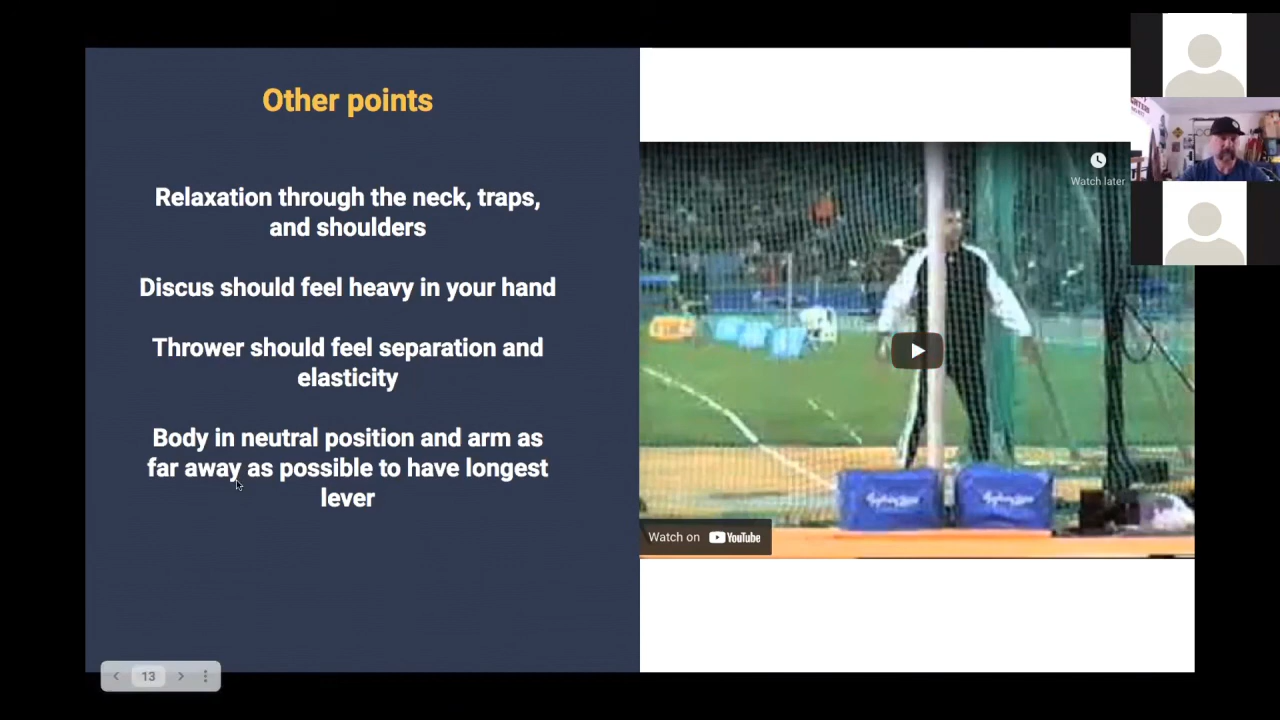 Other points
Relaxation through the neck, traps,
and shoulders
Discus should feel heavy in your hand
Thrower should feel separation and
elasticity
Body in neutral position and arm as
far away as possible to have longest
lever
Watch later
Watch on YouTube
13